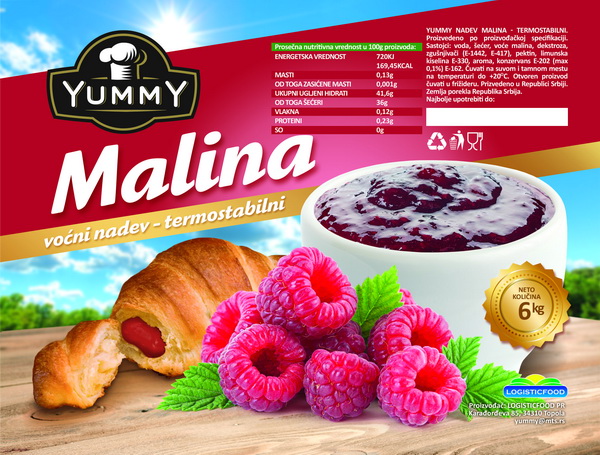 YUMMY
Malina
voćni nadev - termostabilni
Prosečna nutritivna vrednost u 100g proizvoda:
ENERGETSKA VREDNOST 720KJ
169,45KCAL
MASTI 0,13g
OD TOGA ZASIĆENE MASTI 0,001g
UKUPNI UGLJENI HIDRATI 41,6g
OD TOGA ŠEĆERI 36g
VLAKNA 0,12g
PROTEINI 0,23g
SO 0g
YUMMY NADEV MALINA - TERMOSTABILNI.
Proizvedeno po proizvođačkoj specifikaciji.
Sastojci: voda, šećer, voće malina, dekstroza,
zgušnjivači (E-1442, E-417), pektin, limunska
kiselina E-330, aroma, konzervans E-202 (max
0,1%) E-162. Čuvati na suvom i tamnom mestu
na temperaturi do +20°C. Otvoren proizvod
čuvati u frižideru. Prizvedeno u Republici Srbiji.
Zemlja porekla Republika Srbija.
Najbolje upotrebiti do:
NETO
KOLIČINA
6kg
LOGISTICFOOD
Proizvođač: LOGISTICFOOD PR
Karađorđeva 85, 34310 Topola
yummy@mts.rs